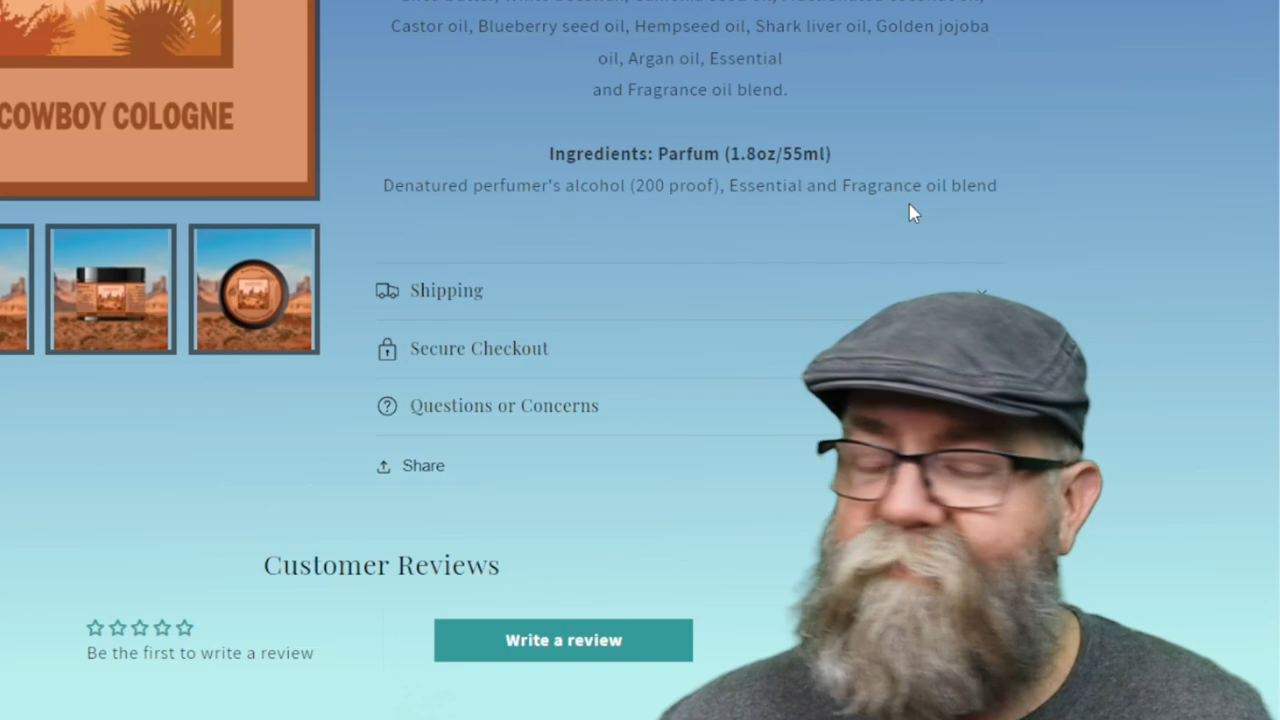 Castor oil, Blueberry seed oil, Hempseed oil, Shark liver oil, Golden jojoba
oil, Argan oil, Essential
and Fragrance oil blend.
COWBOY COLOGNE
Ingredients: Parfum (1.8oz/55ml)
Denatured perfumer's alcohol (200 proof), Essential and Fragrance oil blend
Shipping
Secure Checkout
Questions or Concerns
Share
Customer Reviews
Be the first to write a review
Write a review